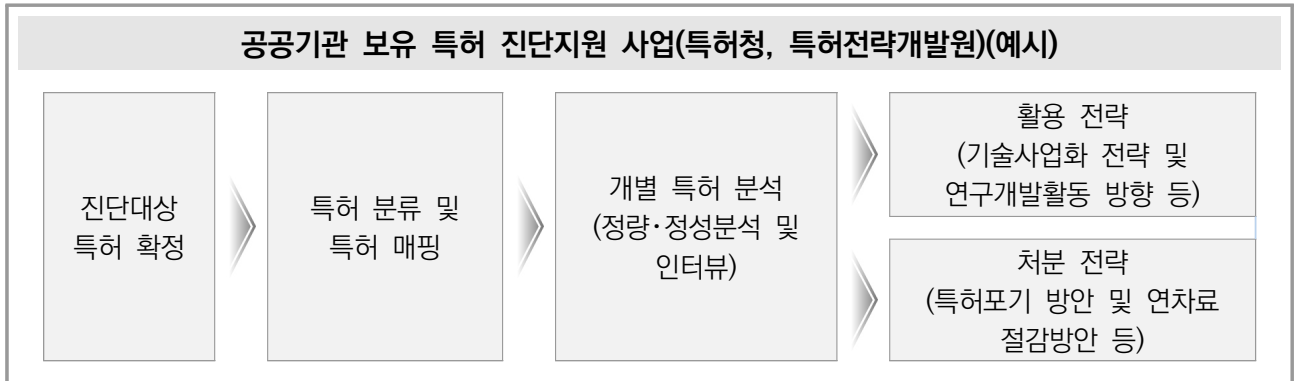 공공기관 보유 특허 진단지원 사업(특허청, 특허전략개발원)(예시)
진단대상
특허 확정
특허 분류 및
특허 매핑
개별 특허 분석
(정량·정성분석 및
인터뷰)
활용 전략
(기술사업화 전략 및
연구개발활동 방향 등)
처분 전략
(특허포기 방안 및 연차료
절감방안 등)